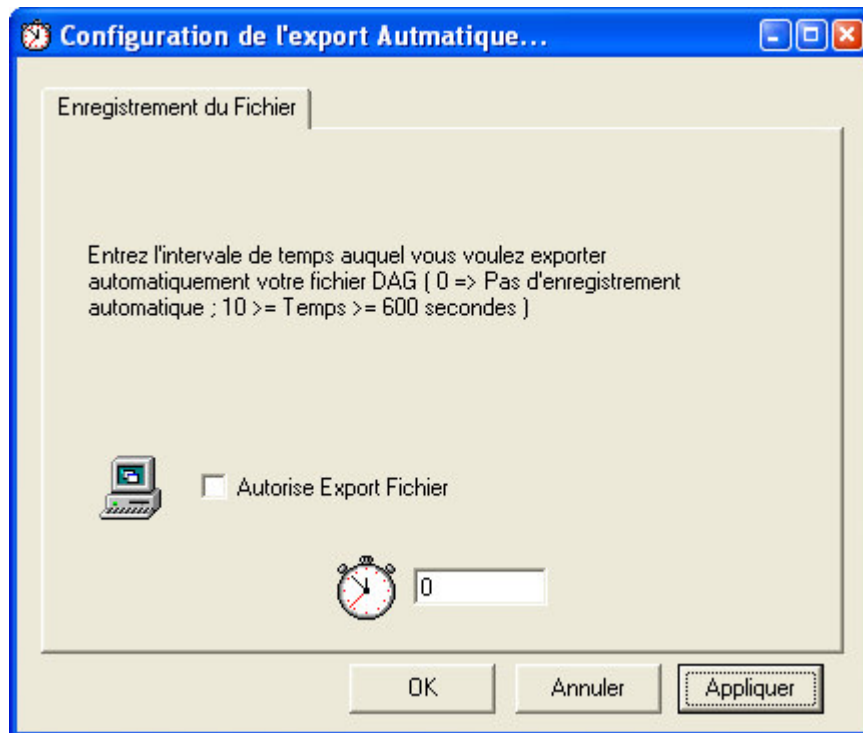 Configuration de l'export Autmatique...
Enregistrement du Fichier
Entrez l'intervale de temps auquel vous voulez exporter
automatiquement votre fichier DAG ( 0 => Pas d'enregistrement
automatique ; 10 >= Temps >= 600 secondes )
Autorise Export Fichier
0
OK Annuler Appliquer